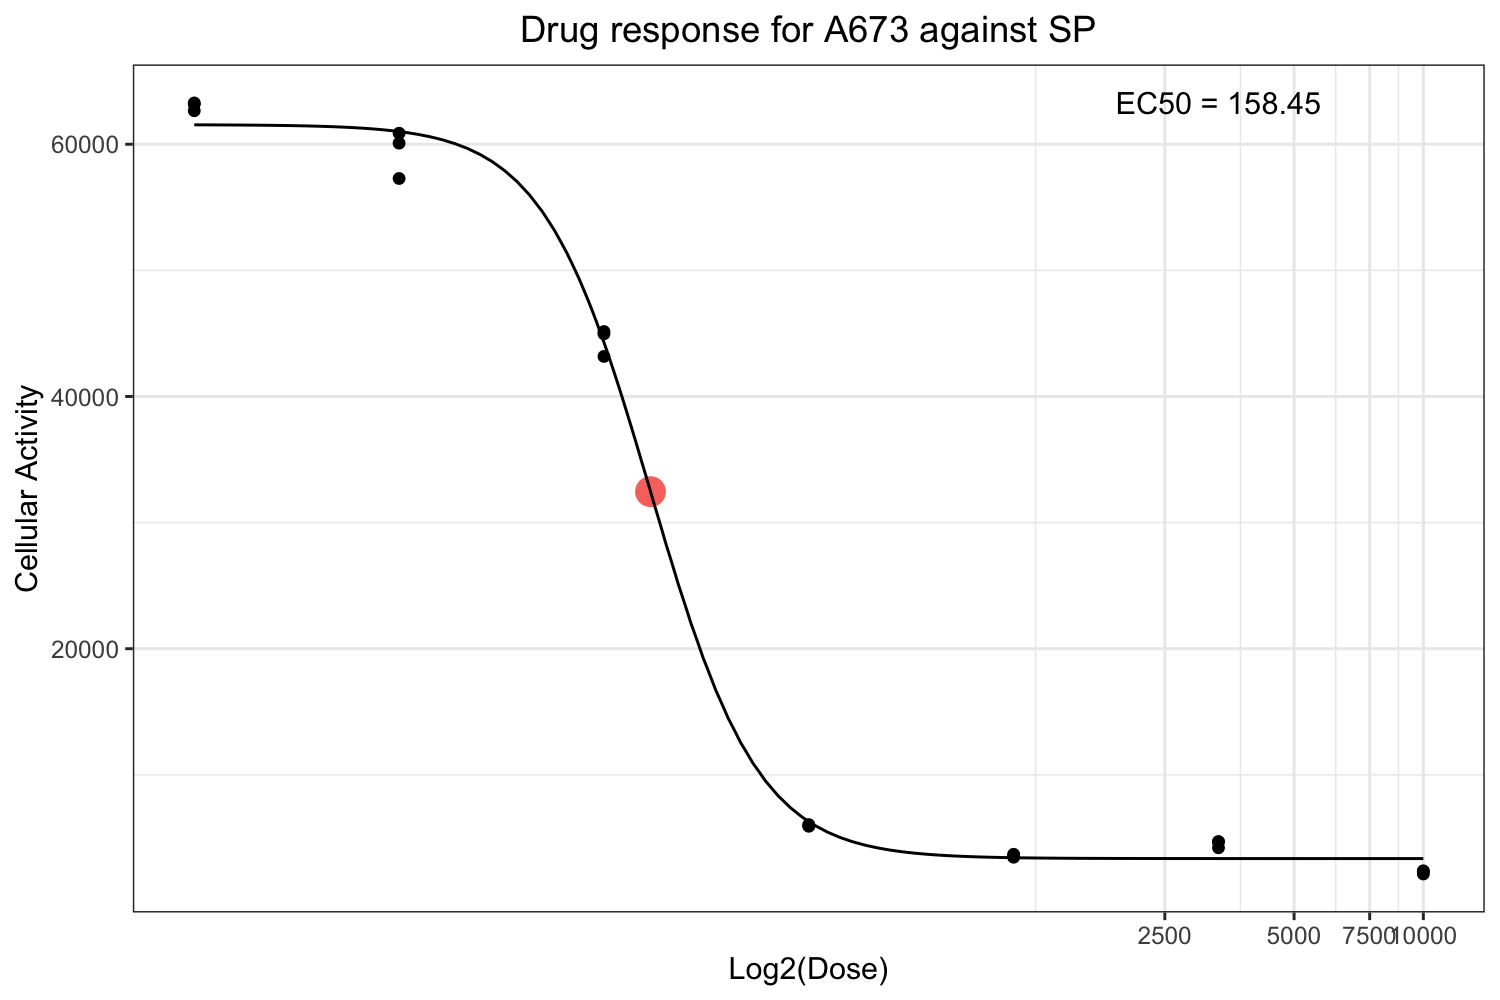 Drug response for A673 against SP
EC50 = 158.45
60000
40000
20000
Cellular Activity
2500 5000 7500 10000
Log2(Dose)